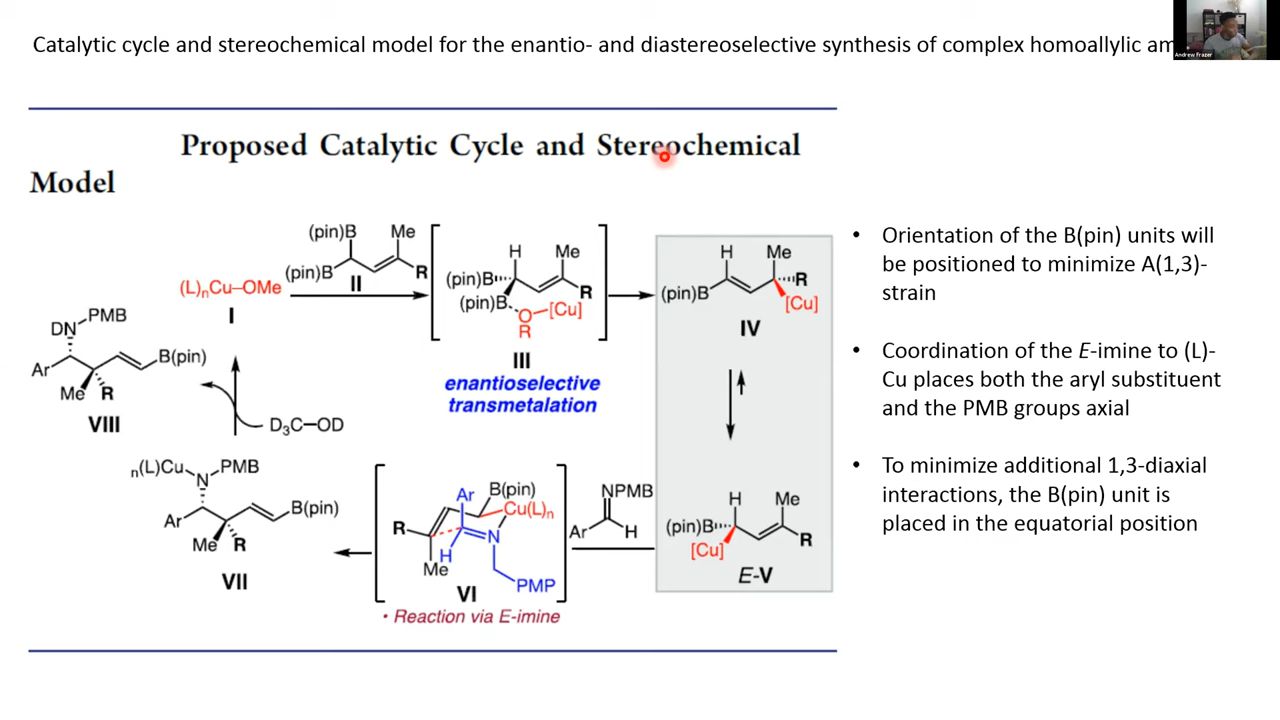 Catalytic cycle and stereochemical model for the enantio- and diastereoselective synthesis of complex homoallylic am
Andrew Frazer
Proposed Catalytic Cycle and Stereochemical
Model
(L)nCu–OMe
I
(pin)B
Me
(pin)B
R
II
H
Me
(pin)B
(pin)B
R
O
[Cu]
R
III
enantioselective
transmetalation
H
Me
(pin)B
R
[Cu]
IV
DN
PMB
Ar
B(pin)
Me
R
VIII
D3C–OD
n(L)Cu
N
PMB
Ar
B(pin)
Me
R
VII
Ar
B(pin)
Cu(L)n
R
N
H
Me
PMP
VI
• Reaction via E-imine
NPMB
Ar
H
H
Me
(pin)B
[Cu]
R
E-V
• Orientation of the B(pin) units will
be positioned to minimize A(1,3)-
strain
• Coordination of the E-imine to (L)-
Cu places both the aryl substituent
and the PMB groups axial
• To minimize additional 1,3-diaxial
interactions, the B(pin) unit is
placed in the equatorial position